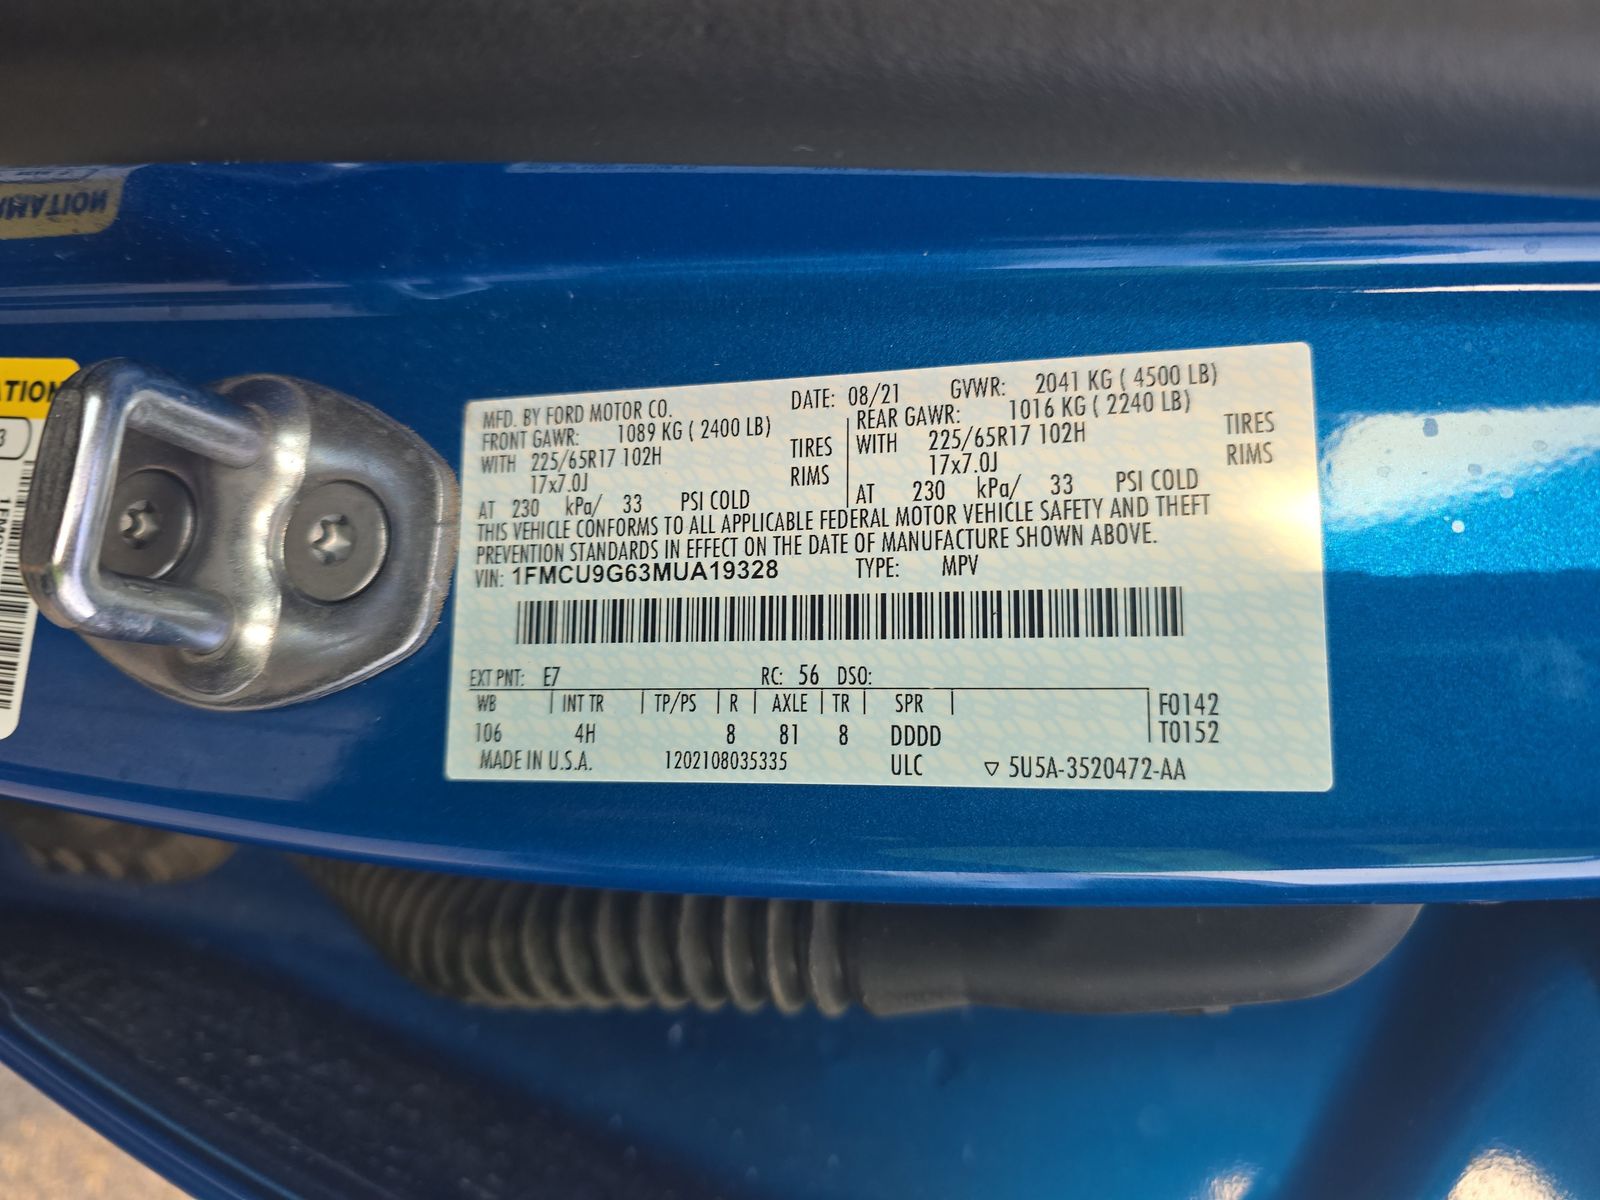 MFD. BY FORD MOTOR CO. DATE: 08/21 GVWR: 2041 KG ( 4500 LB)
FRONT GAWR: 1089 KG ( 2400 LB) REAR GAWR: 1016 KG ( 2240 LB)
WITH 225/65R17 102H TIRES WITH 225/65R17 102H TIRES
17x7.0J RIMS 17x7.0J RIMS
AT 230 kPa/ 33 PSI COLD AT 230 kPa/ 33 PSI COLD
THIS VEHICLE CONFORMS TO ALL APPLICABLE FEDERAL MOTOR VEHICLE SAFETY AND THEFT
PREVENTION STANDARDS IN EFFECT ON THE DATE OF MANUFACTURE SHOWN ABOVE.
VIN: 1FMCU9G63MUA19328 TYPE: MPV
EXT PNT: E7 RC: 56 DSO:
WB INT TR TP/PS R AXLE TR SPR F0142
106 4H 8 81 8 DDDD T0152
MADE IN U.S.A. 1202108035335 ULC ▽ 5U5A-3520472-AA
ATION
3